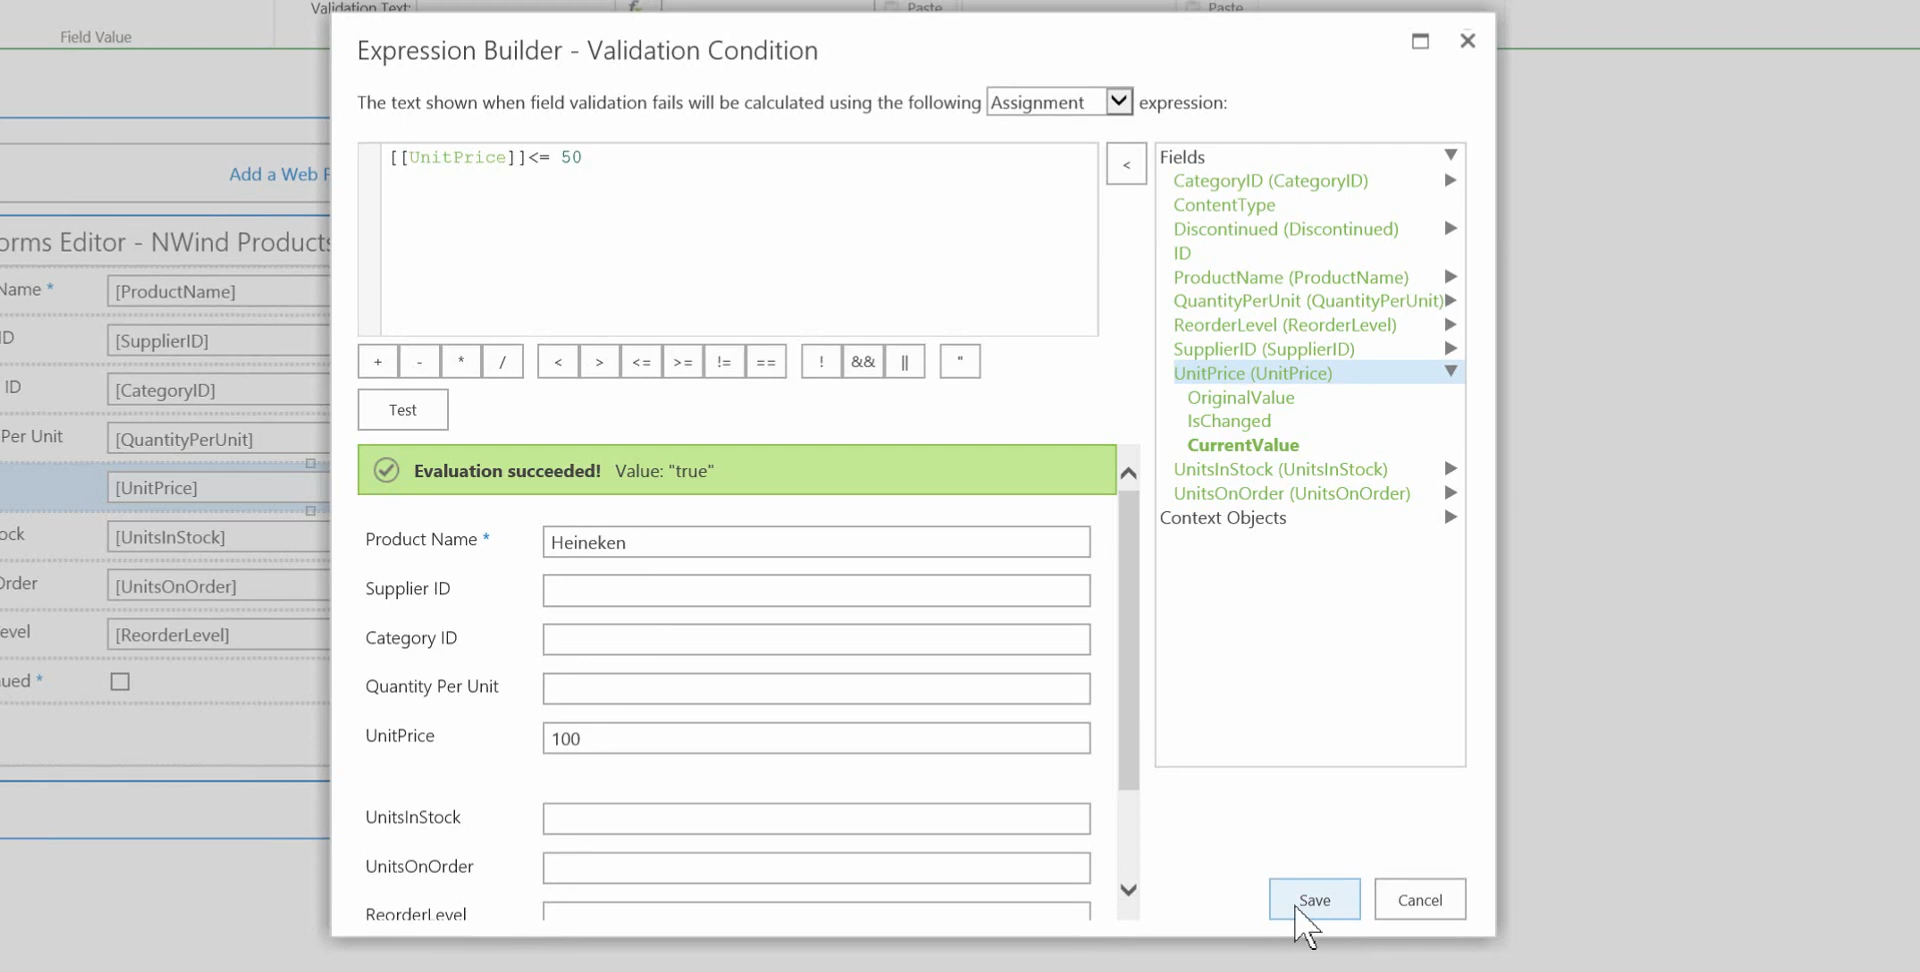 Validation Text:
Paste
Paste
Field Value
Expression Builder - Validation Condition
The text shown when field validation fails will be calculated using the following Assignment expression:
[[UnitPrice]]<= 50
<
Fields
CategoryID (CategoryID)
ContentType
Discontinued (Discontinued)
ID
ProductName (ProductName)
QuantityPerUnit (QuantityPerUnit)
ReorderLevel (ReorderLevel)
SupplierID (SupplierID)
UnitPrice (UnitPrice)
OriginalValue
IsChanged
CurrentValue
UnitsInStock (UnitsInStock)
UnitsOnOrder (UnitsOnOrder)
Context Objects
+ - * / < > <= >= != == ! && || "
Test
Evaluation succeeded! Value: "true"
Product Name * Heineken
Supplier ID
Category ID
Quantity Per Unit
UnitPrice 100
UnitsInStock
UnitsOnOrder
ReorderLevel
Save Cancel
Add a Web P
orms Editor - NWind Products
Name * [ProductName]
ID [SupplierID]
ID [CategoryID]
Per Unit [QuantityPerUnit]
[UnitPrice]
ock [UnitsInStock]
Order [UnitsOnOrder]
evel [ReorderLevel]
ued *